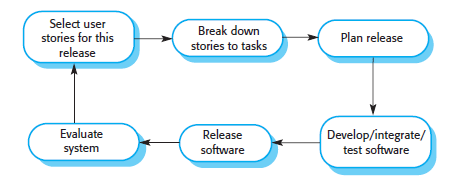 Select user
stories for this
release
Break down
stories to tasks
Plan release
Develop/integrate/
test software
Release
software
Evaluate
system